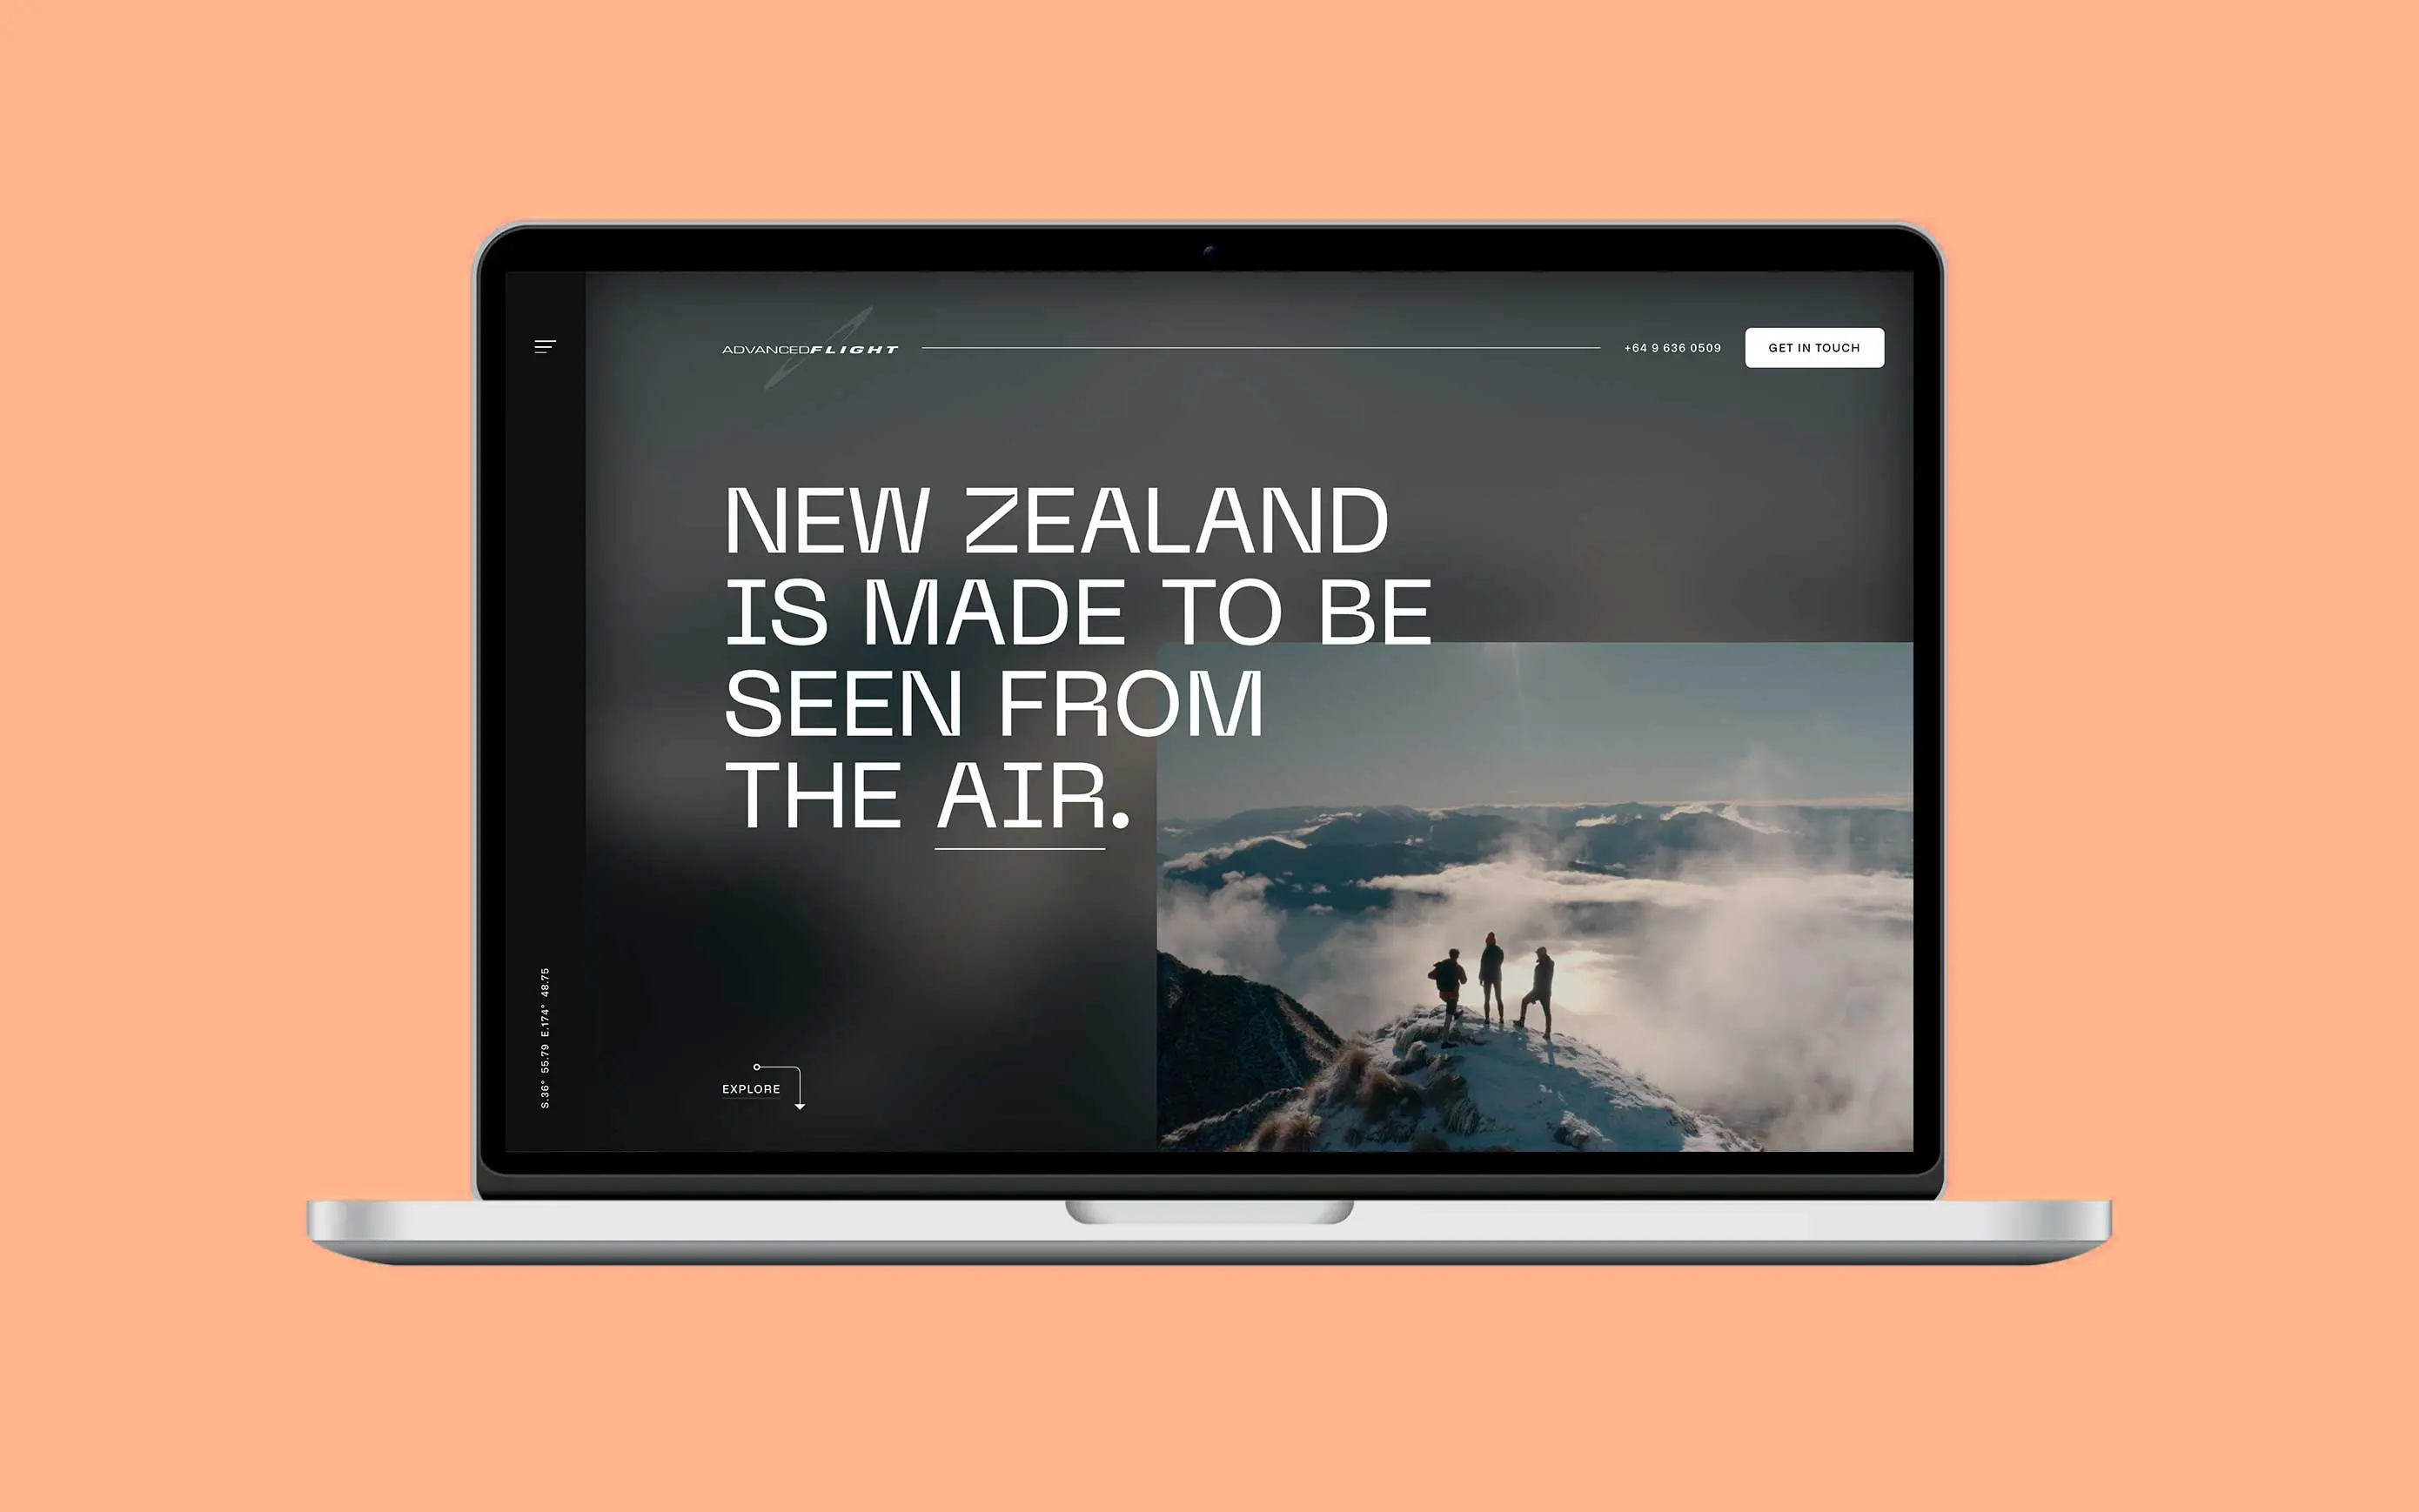 ADVANCEDFLIGHT
+64 9 636 0509
GET IN TOUCH
NEW ZEALAND
IS MADE TO BE
SEEN FROM
THE AIR.
EXPLORE
S.36° 55.79 E.174° 48.75